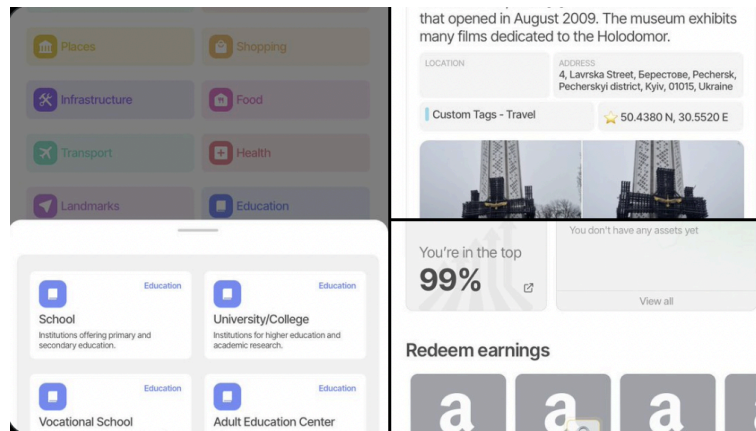 Places
Shopping
Infrastructure
Food
Transport
Health
Landmarks
Education
Education
School
Institutions offering primary and
secondary education.
Education
University/College
Institutions for higher education and
academic research.
Education
Vocational School
Education
Adult Education Center
that opened in August 2009. The museum exhibits
many films dedicated to the Holodomor.
LOCATION
ADDRESS
4, Lavrska Street, Берестове, Pechersk,
Pecherskyi district, Kyiv, 01015, Ukraine
Custom Tags - Travel
50.4380 N, 30.5520 E
You're in the top
99%
You don't have any assets yet
View all
Redeem earnings
a
a
a